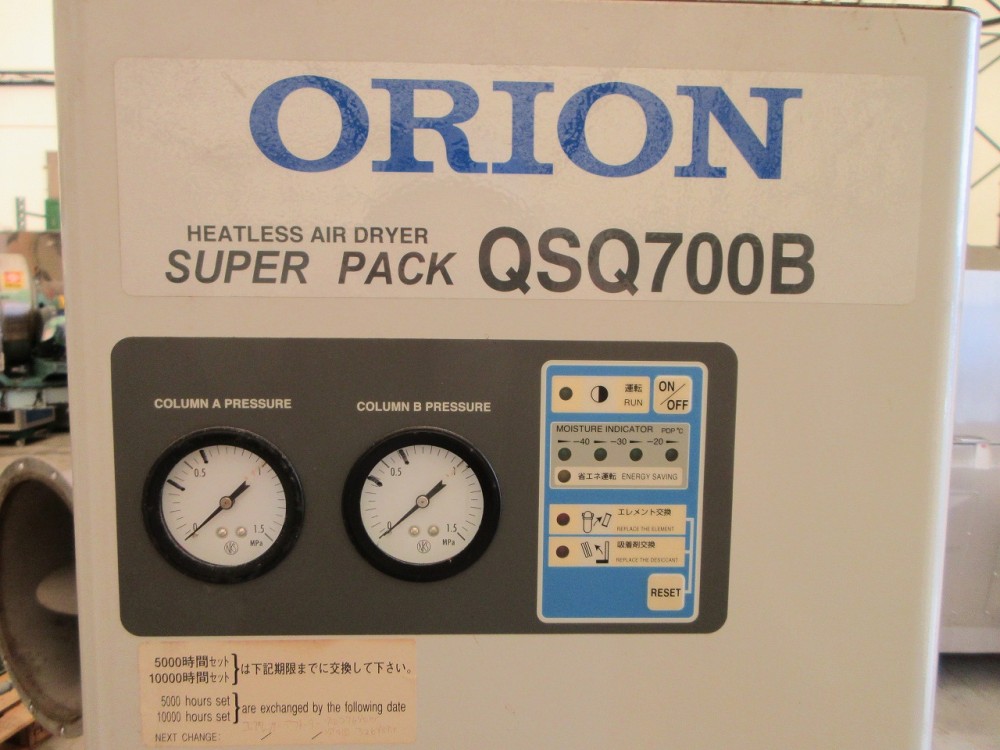 ORION
HEATLESS AIR DRYER
SUPER PACK QSQ700B
COLUMN A PRESSURE
COLUMN B PRESSURE
0 0.5 1 1.5
MPa
NKS
0 0.5 1 1.5
MPa
NKS
運転
RUN
ON/OFF
MOISTURE INDICATOR PDP℃
-40 -30 -20
省エネ運転 ENERGY SAVING
エレメント交換
REPLACE THE ELEMENT
吸着剤交換
REPLACE THE DESICCANT
RESET
5000時間セット
10000時間セット
は下記期限までに交換して下さい。
5000 hours set
10000 hours set
are exchanged by the following date
NEXT CHANGE: / /